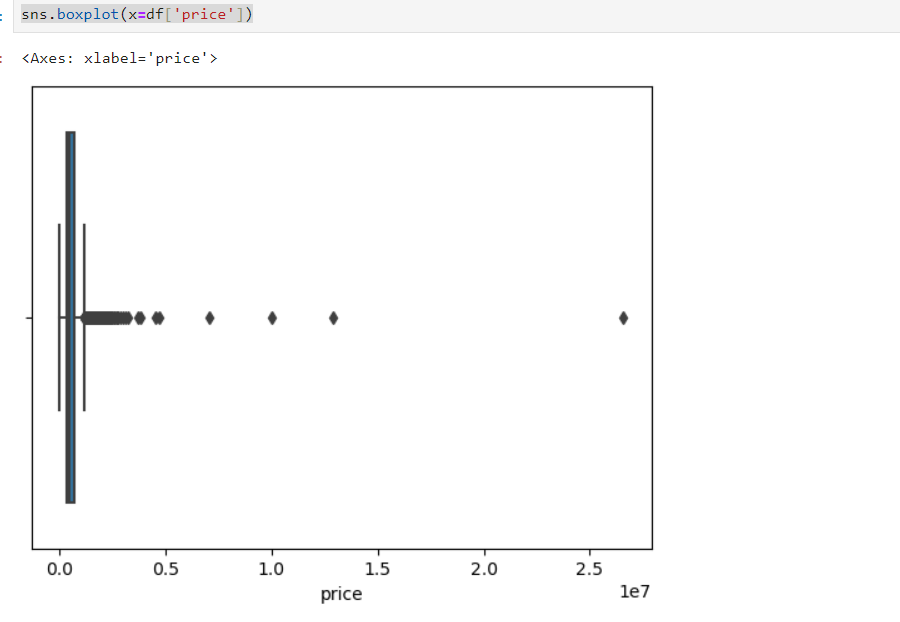 sns.boxplot(x=df['price'])
<Axes: xlabel='price'>
0.0 0.5 1.0 1.5 2.0 2.5
1e7
price